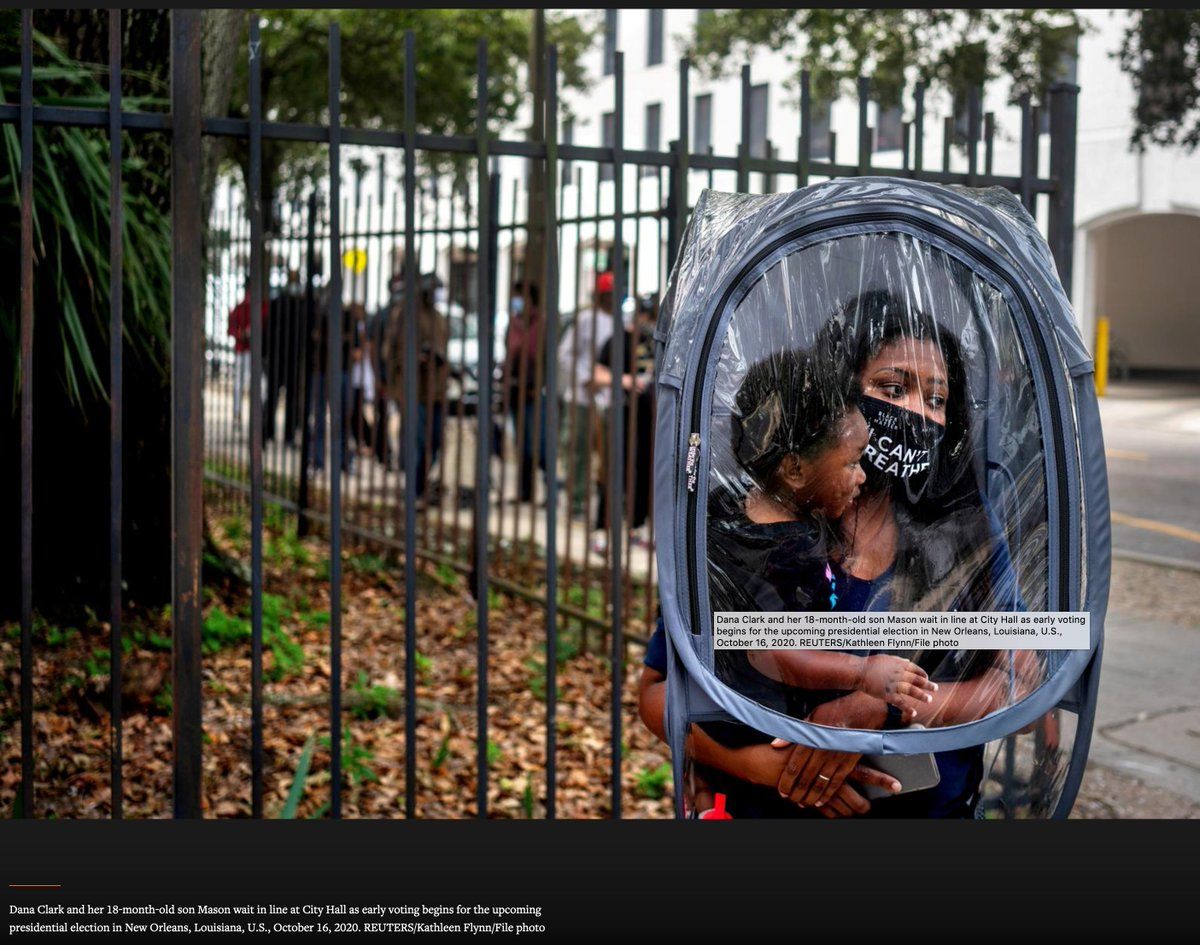 BLACK
I CAN'T
BREATHE
Dana Clark and her 18-month-old son Mason wait in line at City Hall as early voting
begins for the upcoming presidential election in New Orleans, Louisiana, U.S.,
October 16, 2020. REUTERS/Kathleen Flynn/File photo
Dana Clark and her 18-month-old son Mason wait in line at City Hall as early voting begins for the upcoming
presidential election in New Orleans, Louisiana, U.S., October 16, 2020. REUTERS/Kathleen Flynn/File photo